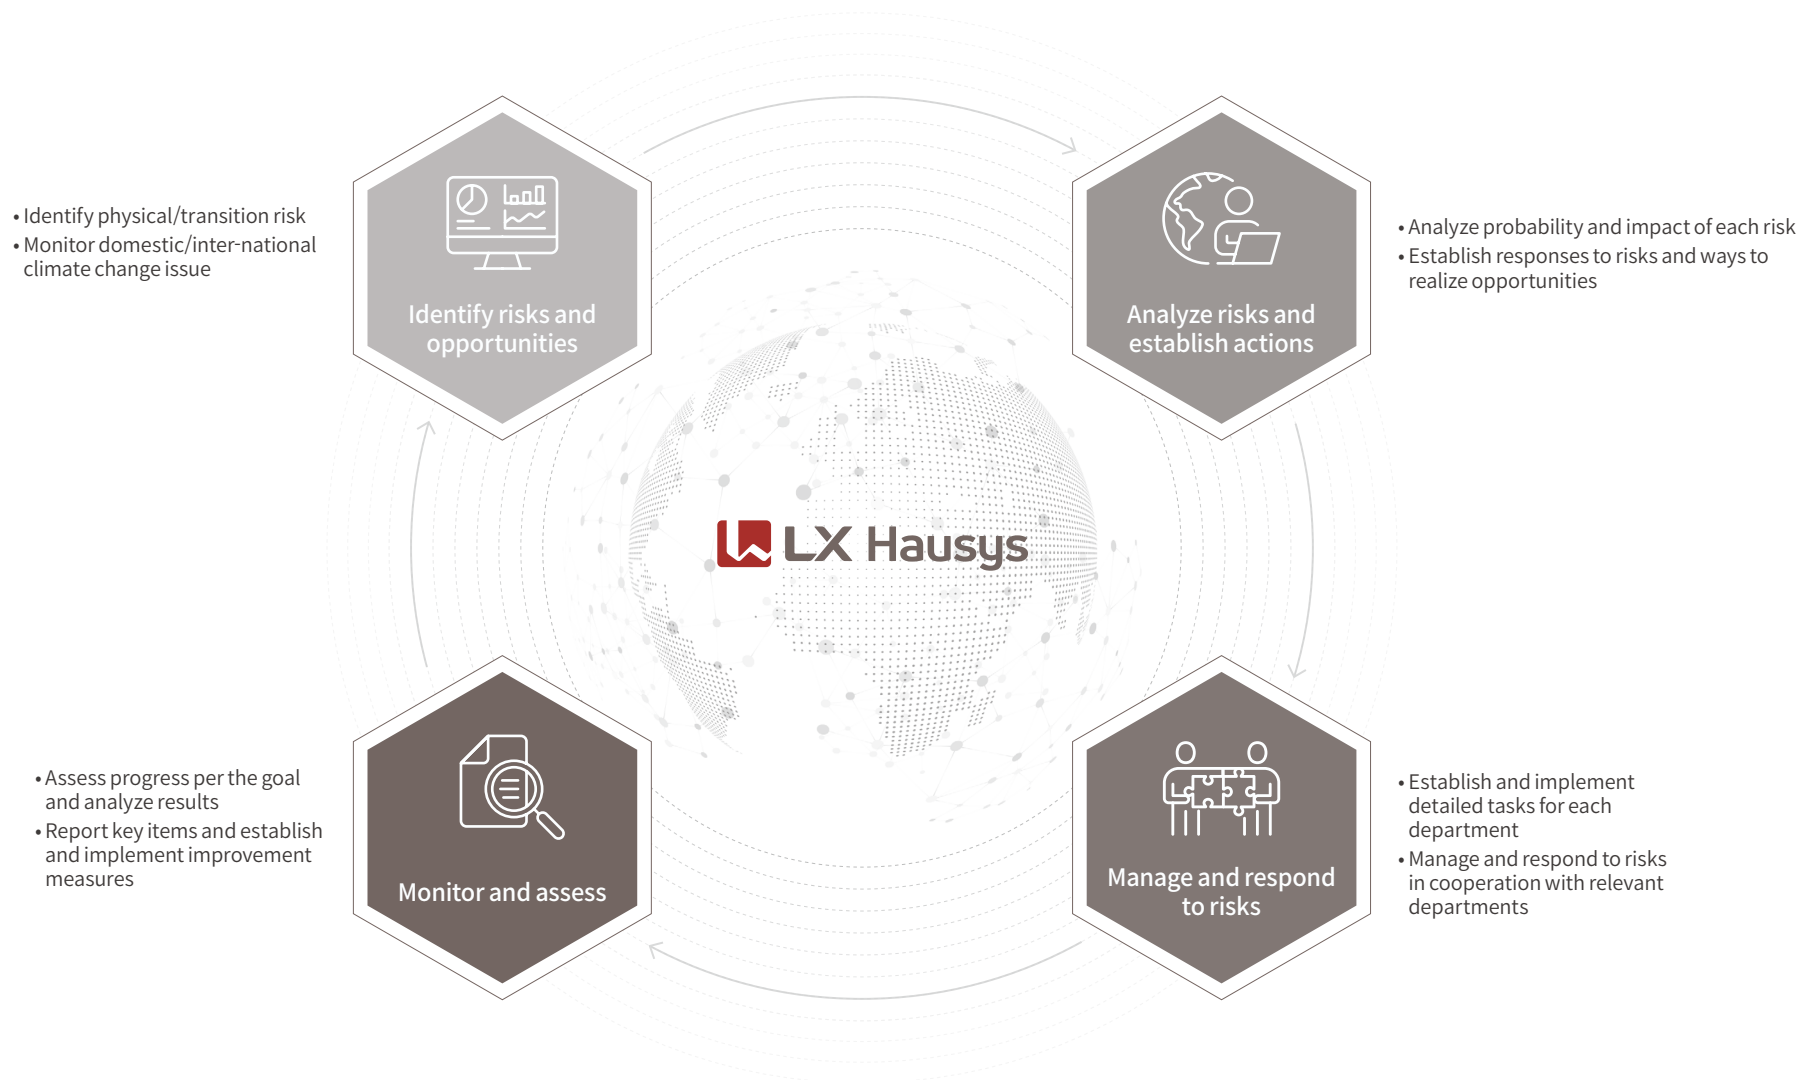 • Identify physical/transition risk
• Monitor domestic/inter-national
climate change issue
Identify risks and
opportunities
Analyze risks and
establish actions
• Analyze probability and impact of each risk
• Establish responses to risks and ways to
realize opportunities
LX Hausys
• Assess progress per the goal
and analyze results
• Report key items and establish
and implement improvement
measures
Monitor and assess
Manage and respond
to risks
• Establish and implement
detailed tasks for each
department
• Manage and respond to risks
in cooperation with relevant
departments